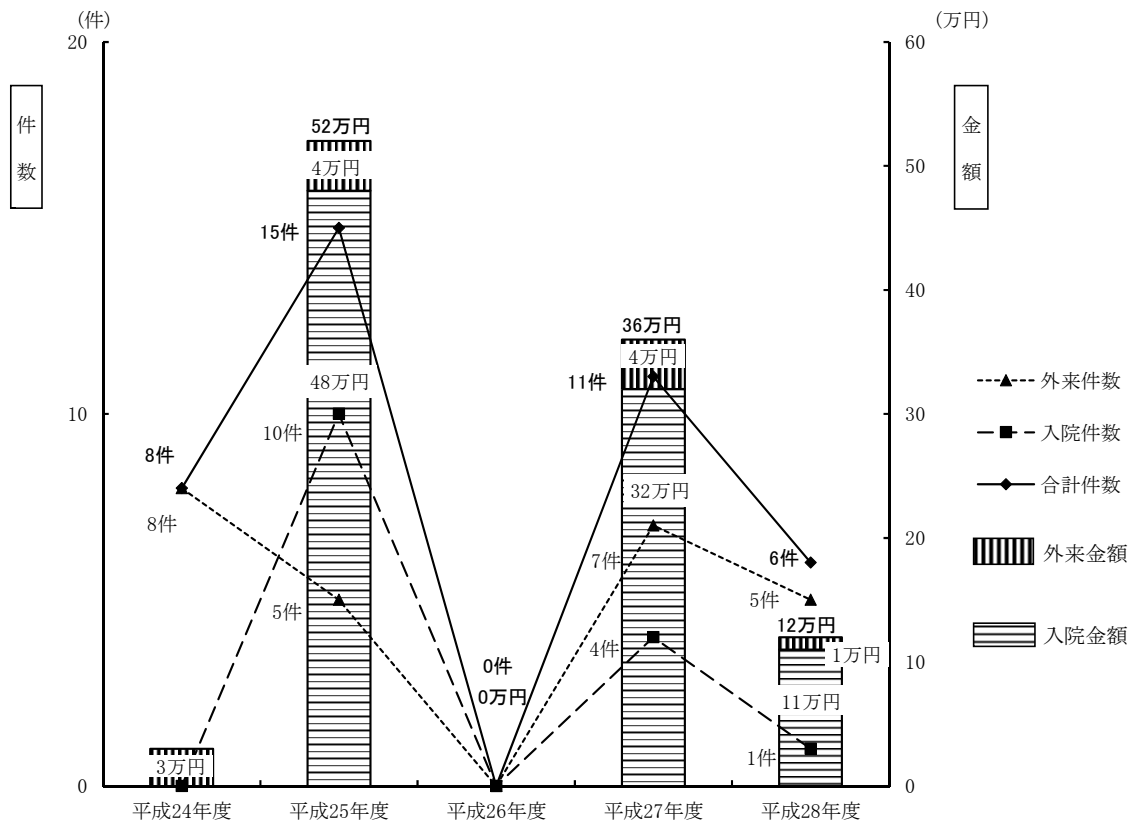 (件)
(万円)
20
60
件数
金額
52万円
4万円
50
15件
40
36万円
4万円
11件
48万円
10
10件
30
外来件数
入院件数
合計件数
外来金額
入院金額
8件
8件
32万円
20
7件
6件
5件
5件
12万円
1万円
4件
0件
0万円
10
11万円
1件
3万円
0
0
平成24年度
平成25年度
平成26年度
平成27年度
平成28年度